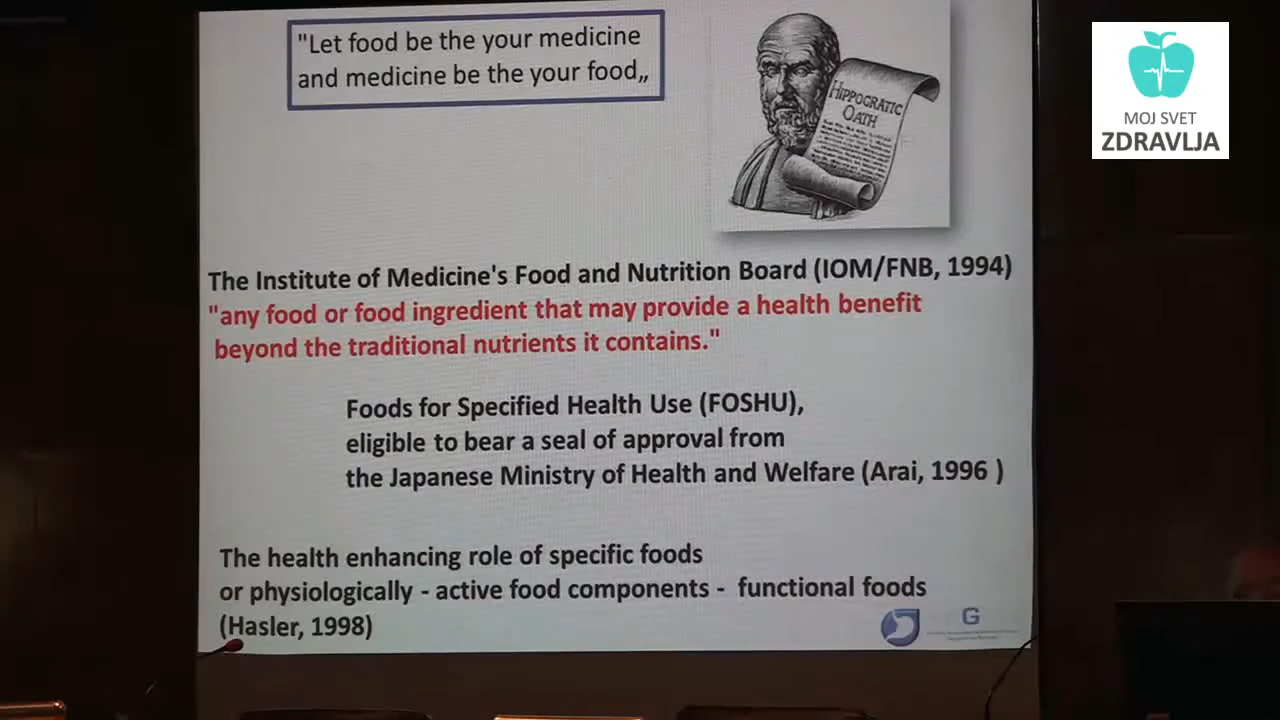 "Let food be the your medicine
and medicine be the your food„
HIPPOCRATIC
OATH
MOJ SVET
ZDRAVLJA
The Institute of Medicine's Food and Nutrition Board (IOM/FNB, 1994)
"any food or food ingredient that may provide a health benefit
beyond the traditional nutrients it contains."
Foods for Specified Health Use (FOSHU),
eligible to bear a seal of approval from
the Japanese Ministry of Health and Welfare (Arai, 1996 )
The health enhancing role of specific foods
or physiologically - active food components - functional foods
(Hasler, 1998)
G